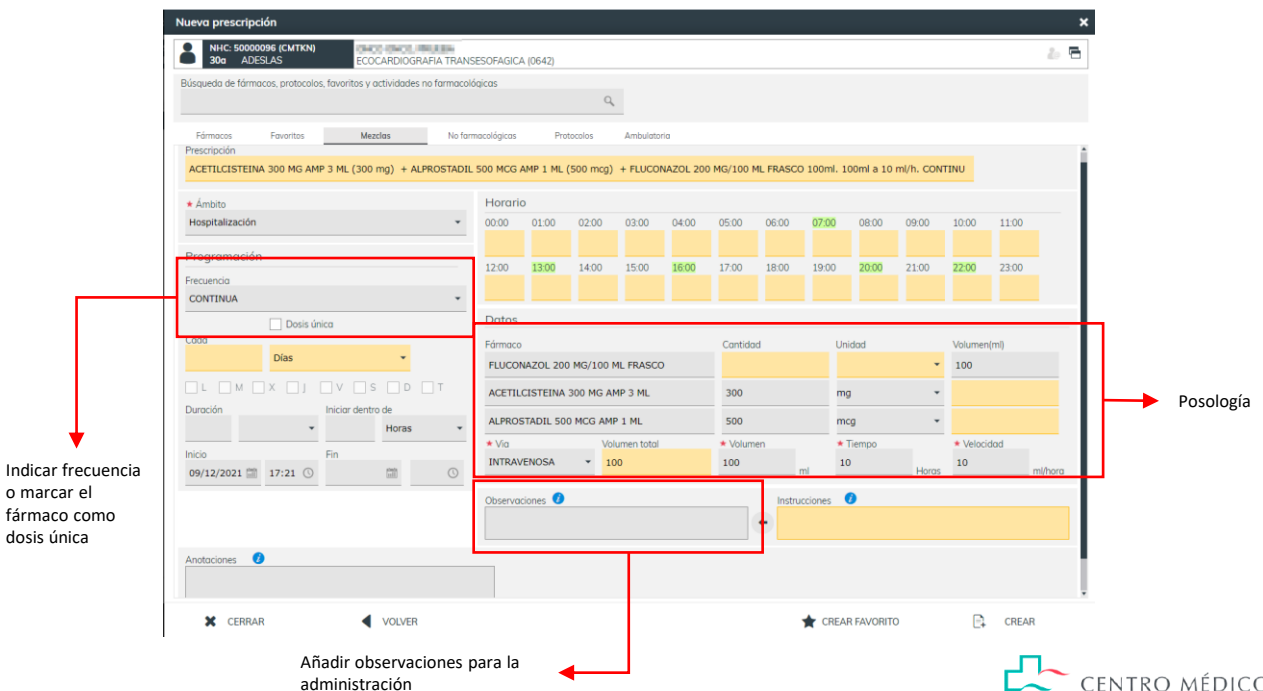 Nueva prescripción
NHC: 50000096 (CMTKN)
30a ADESLAS
ECOCARDIOGRAFIA TRANSESOFAGICA (0642)
Búsqueda de fármacos, protocolos, favoritos y actividades no farmacológicas
Fármacos Favoritos Mezclas No farmacológicas Protocolos Ambulatoria
Prescripción
ACETILCISTEINA 300 MG AMP 3 ML (300 mg) + ALPROSTADIL 500 MCG AMP 1 ML (500 mcg) + FLUCONAZOL 200 MG/100 ML FRASCO 100ml. 100ml a 10 ml/h. CONTINU
* Ámbito
Hospitalización
Horario
00:00 01:00 02:00 03:00 04:00 05:00 06:00 07:00 08:00 09:00 10:00 11:00
12:00 13:00 14:00 15:00 16:00 17:00 18:00 19:00 20:00 21:00 22:00 23:00
Programación
Frecuencia
CONTINUA
Dosis única
Cada
Días
L M X J V S D T
Duración Iniciar dentro de
Horas
Inicio Fin
09/12/2021 17:21
Datos
Fármaco Cantidad Unidad Volumen(ml)
FLUCONAZOL 200 MG/100 ML FRASCO 100
ACETILCISTEINA 300 MG AMP 3 ML 300 mg
ALPROSTADIL 500 MCG AMP 1 ML 500 mcg
* Via Volumen total * Volumen * Tiempo * Velocidad
INTRAVENOSA 100 100 ml 10 Horas 10 ml/hora
Observaciones Instrucciones
Anotaciones
CERRAR VOLVER CREAR FAVORITO CREAR
Indicar frecuencia
o marcar el
fármaco como
dosis única
Posología
Añadir observaciones para la
administración
CENTRO MÉDICO